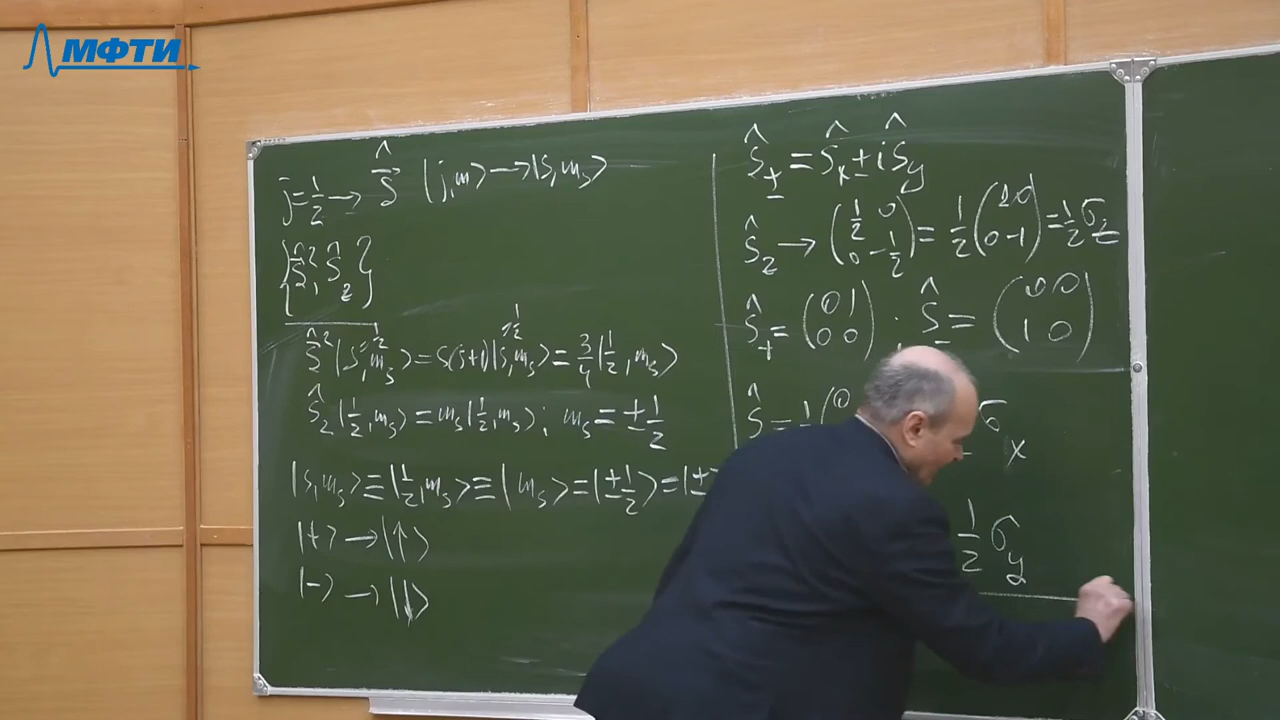 МФТИ
j=1/2 → Ŝ |j,m⟩ → |s,m_s⟩
{Ŝ², Ŝ_z}
Ŝ²|s,m_s⟩ = s(s+1)|s,m_s⟩ = 3/4|1/2,m_s⟩
Ŝ_z|1/2,m_s⟩ = m_s|1/2,m_s⟩; m_s = ±1/2
|s,m_s⟩ ≡ |1/2,m_s⟩ ≡ |m_s⟩ = |±1/2⟩ = |±
|+⟩ → |↑⟩
|−⟩ → |↓⟩
Ŝ_± = Ŝ_x ± iŜ_y
Ŝ_z → (1/2 0; 0 −1/2) = 1/2 (1 0; 0 −1) = 1/2 σ_z
Ŝ_+ = (0 1; 0 0); Ŝ_− = (0 0; 1 0)
Ŝ = 1/2 (0 σ_x
1/2 σ_y